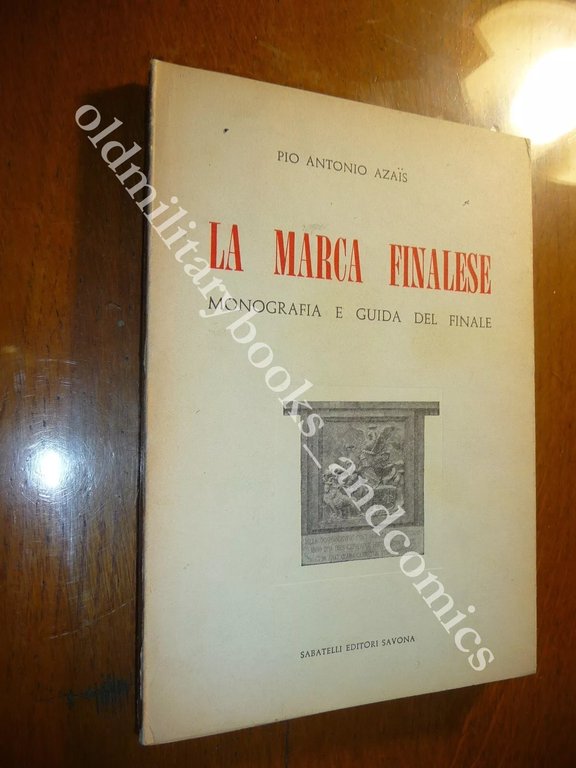 PIO ANTONIO AZAÏS
LA MARCA FINALESE
MONOGRAFIA E GUIDA DEL FINALE
SABATELLI EDITORI SAVONA
oldmilitarybooks_andcomics